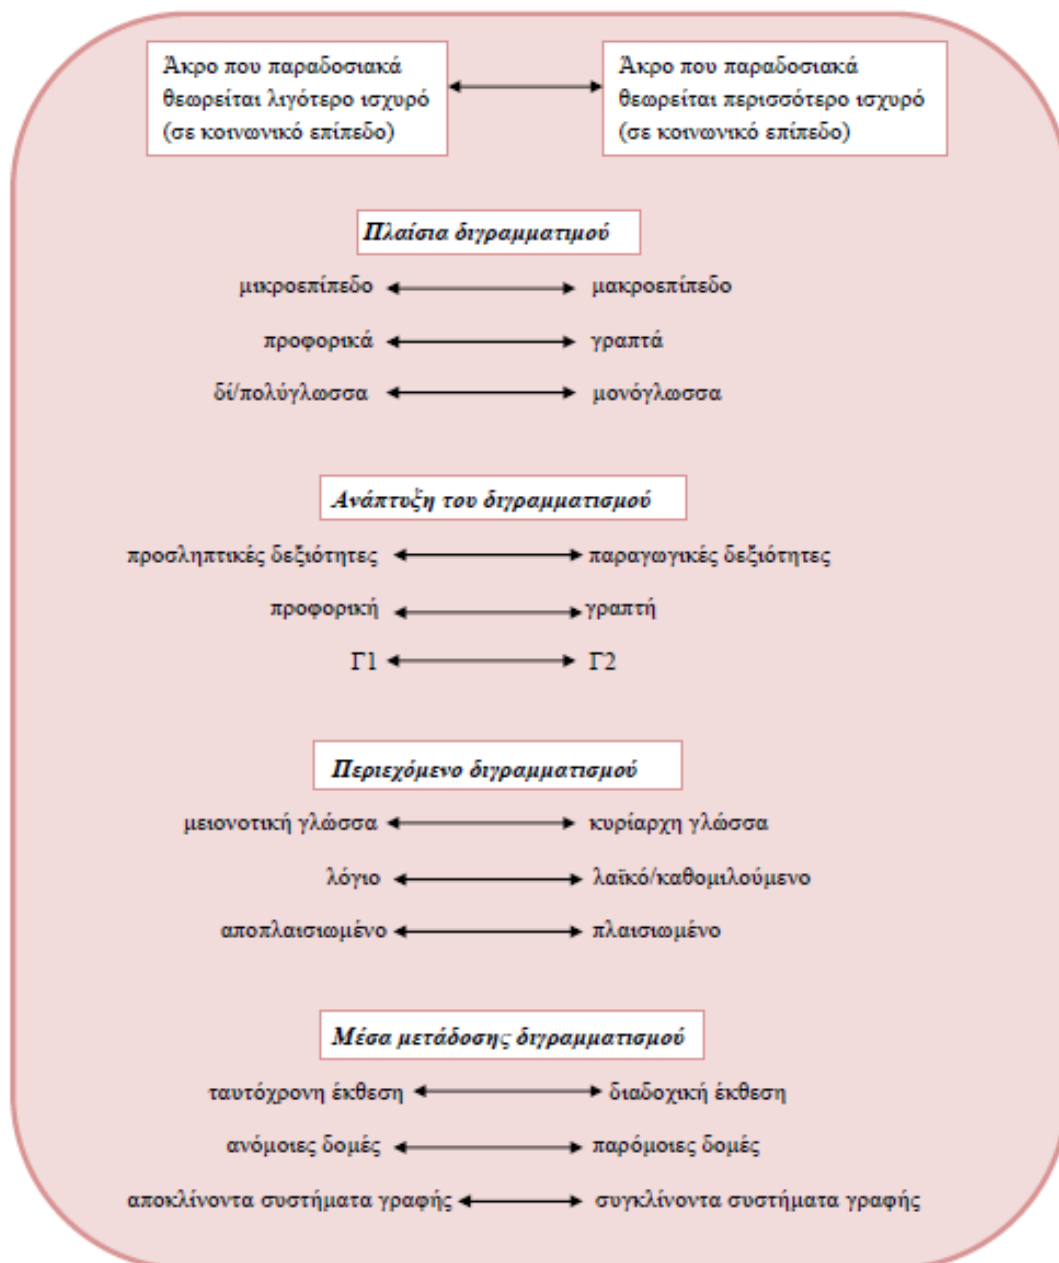 Άκρο που παραδοσιακά
θεωρείται λιγότερο ισχυρό
(σε κοινωνικό επίπεδο)
Άκρο που παραδοσιακά
θεωρείται περισσότερο ισχυρό
(σε κοινωνικό επίπεδο)
Πλαίσια διγραμματιμού
μικροεπίπεδο μακροεπίπεδο
προφορικά γραπτά
δί/πολύγλωσσα μονόγλωσσα
Ανάπτυξη του διγραμματισμού
προσληπτικές δεξιότητες παραγωγικές δεξιότητες
προφορική γραπτή
Γ1 Γ2
Περιεχόμενο διγραμματισμού
μειονοτική γλώσσα κυρίαρχη γλώσσα
λόγιο λαϊκό/καθομιλούμενο
αποπλαισιωμένο πλαισιωμένο
Μέσα μετάδοσης διγραμματισμού
ταυτόχρονη έκθεση διαδοχική έκθεση
ανόμοιες δομές παρόμοιες δομές
αποκλίνοντα συστήματα γραφής συγκλίνοντα συστήματα γραφής